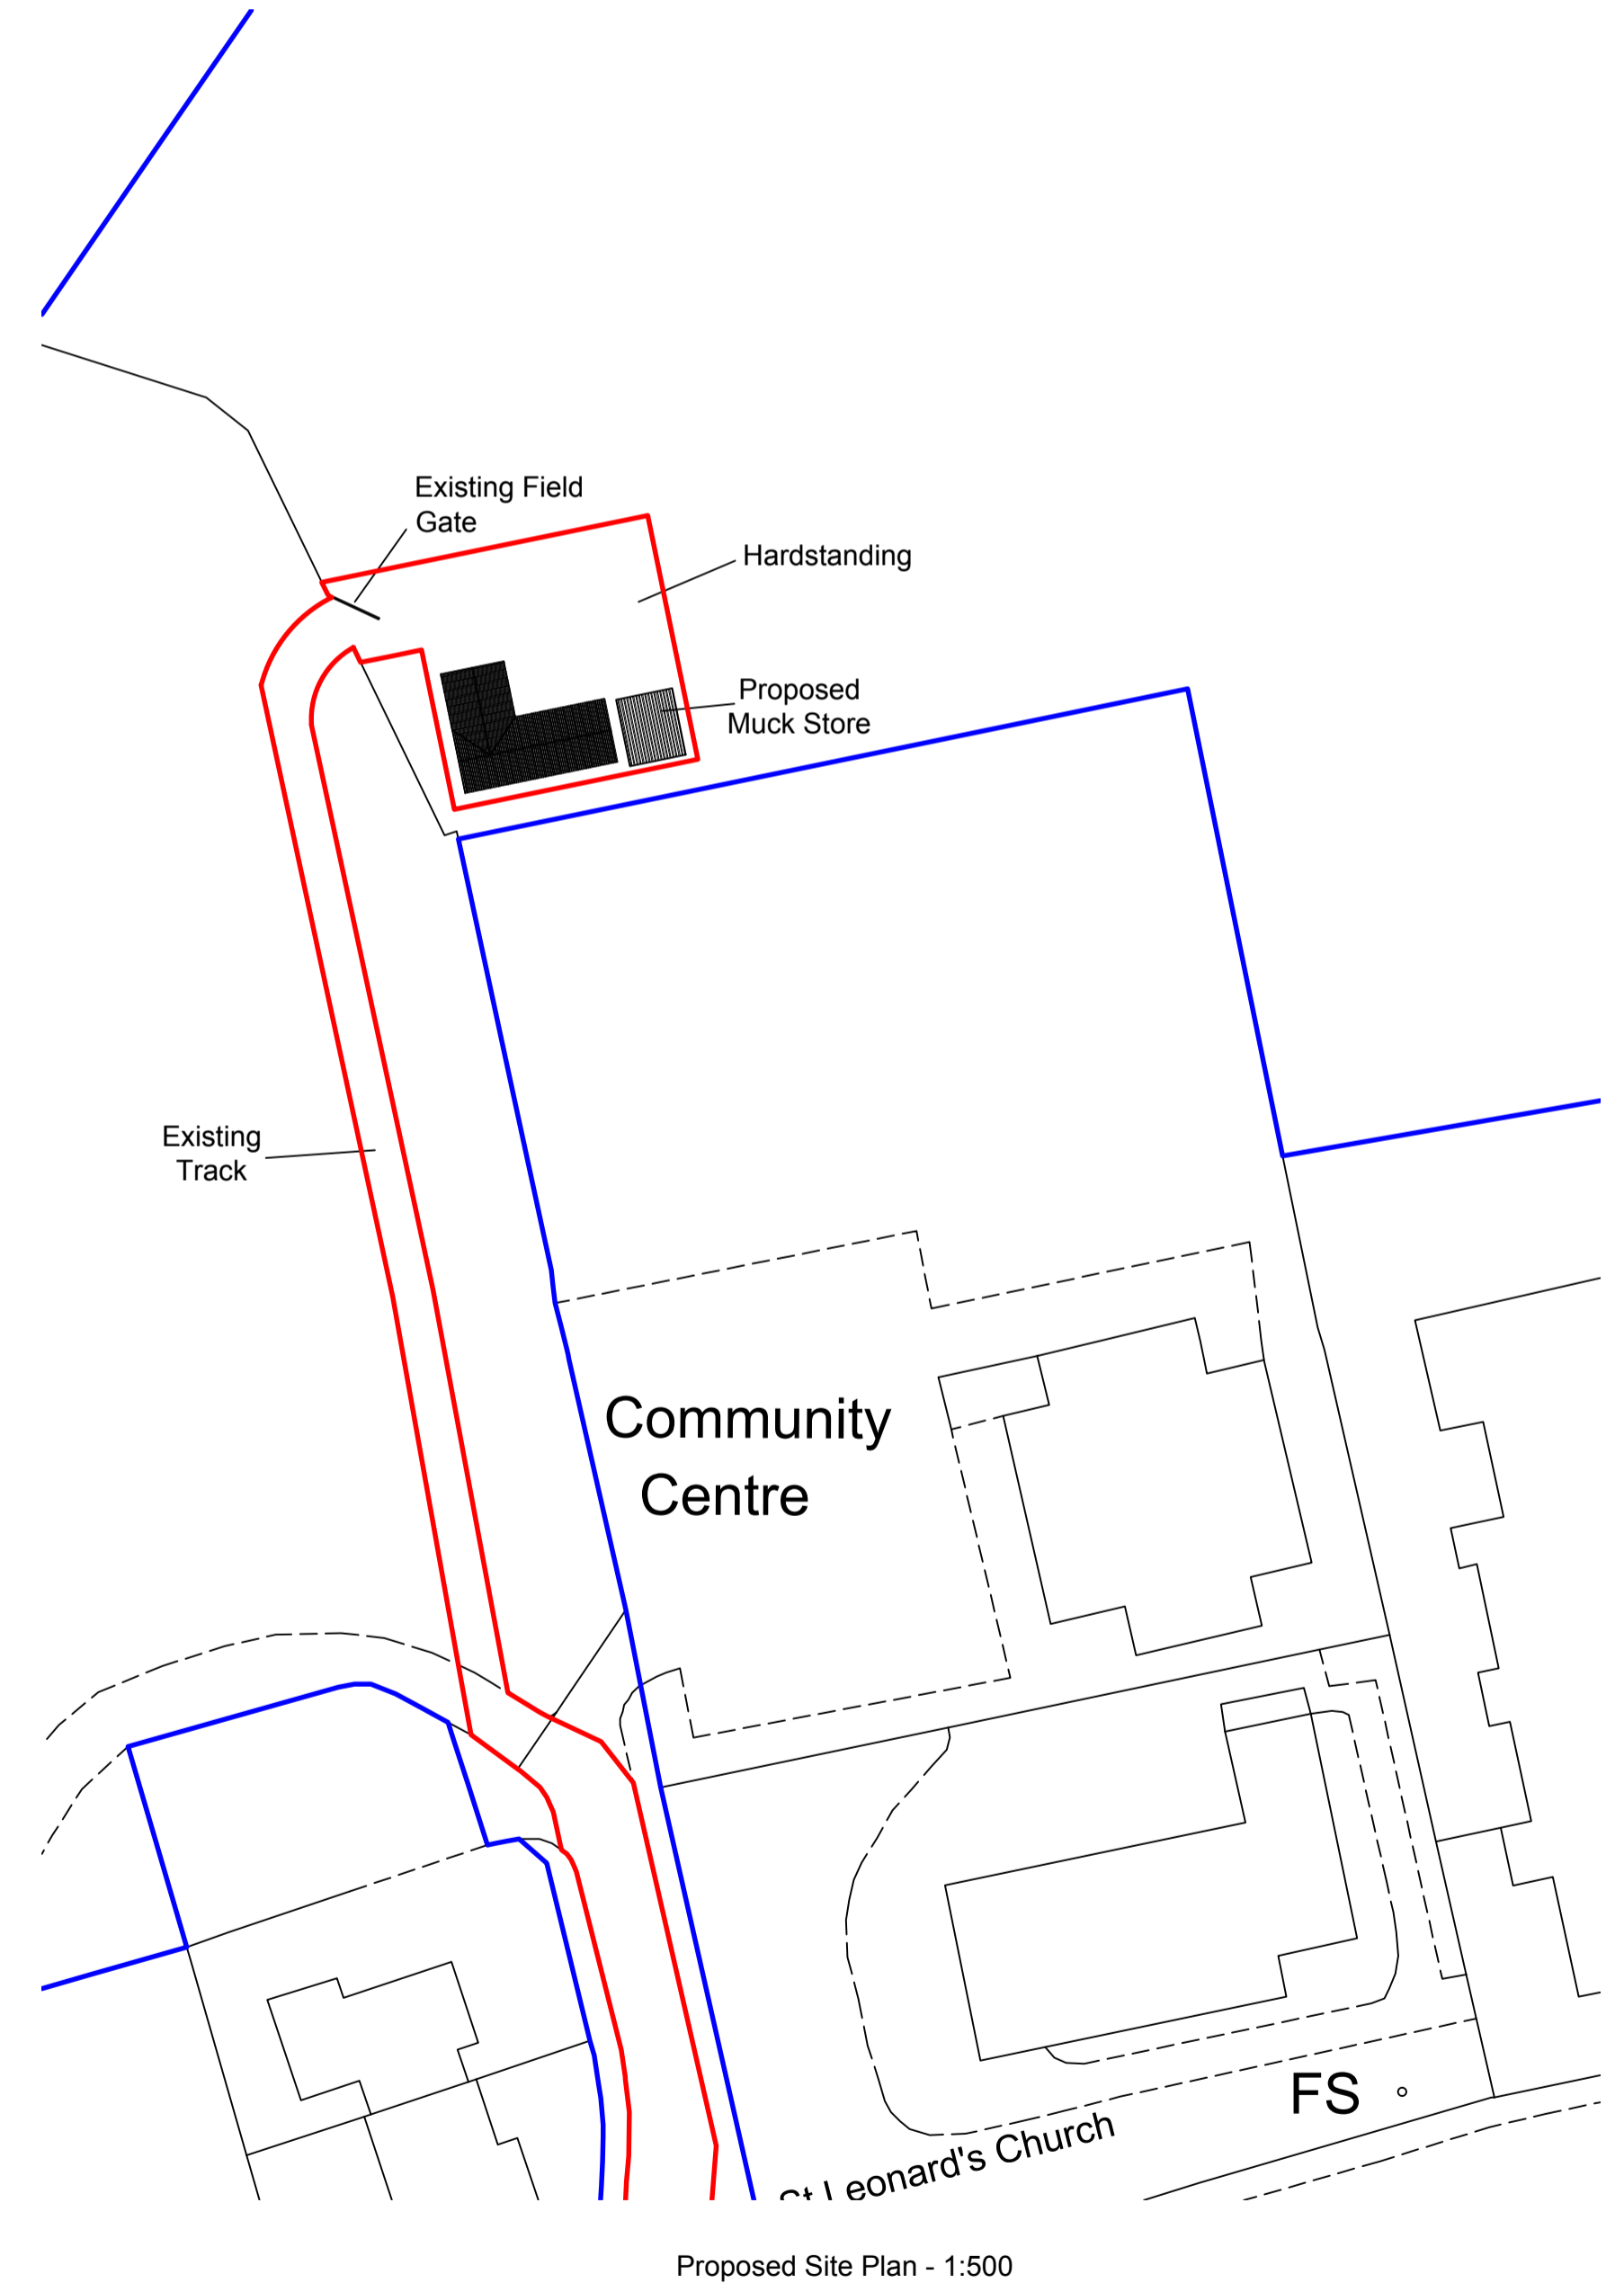 Existing Field
Gate
Hardstanding
Proposed
Muck Store
Existing
Track
Community
Centre
FS
St Leonard's Church
Proposed Site Plan - 1:500